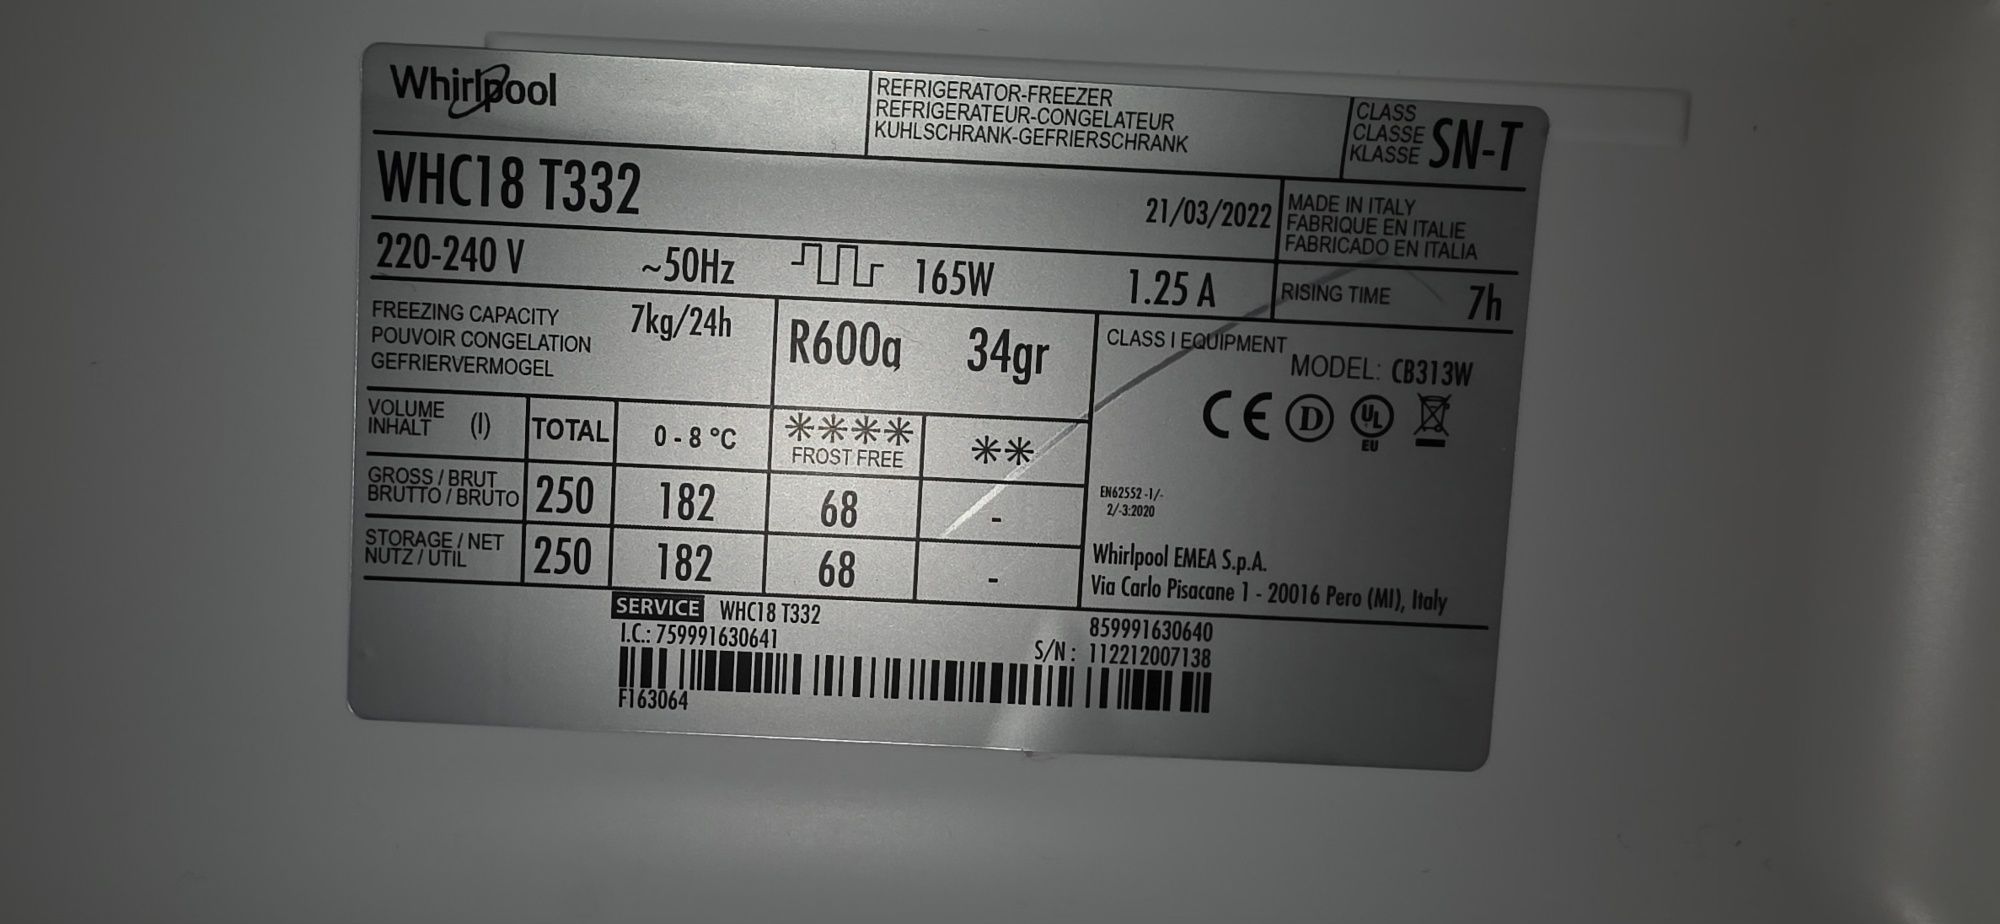 Whirlpool
REFRIGERATOR-FREEZER
REFRIGERATEUR-CONGELATEUR
KUHLSCHRANK-GEFRIERSCHRANK
CLASS
CLASSE
KLASSE
SN-T
WHC18 T332
21/03/2022
MADE IN ITALY
FABRIQUE EN ITALIE
FABRICADO EN ITALIA
220-240 V ~50Hz 165W 1.25 A
RISING TIME 7h
FREEZING CAPACITY
POUVOIR CONGELATION
GEFRIERVERMOGEL
7kg/24h
R600a 34gr
CLASS I EQUIPMENT
MODEL: CB313W
CE D UL
EU
VOLUME
INHALT (l)
TOTAL
0 - 8 °C
****
FROST FREE
**
GROSS / BRUT
BRUTTO / BRUTO
250 182 68 -
STORAGE / NET
NUTZ / UTIL
250 182 68 -
EN62552 -1/-
2/-3:2020
Whirlpool EMEA S.p.A.
Via Carlo Pisacane 1 - 20016 Pero (MI), Italy
SERVICE WHC18 T332
859991630640
I.C.: 759991630641
S/N : 112212007138
F163064